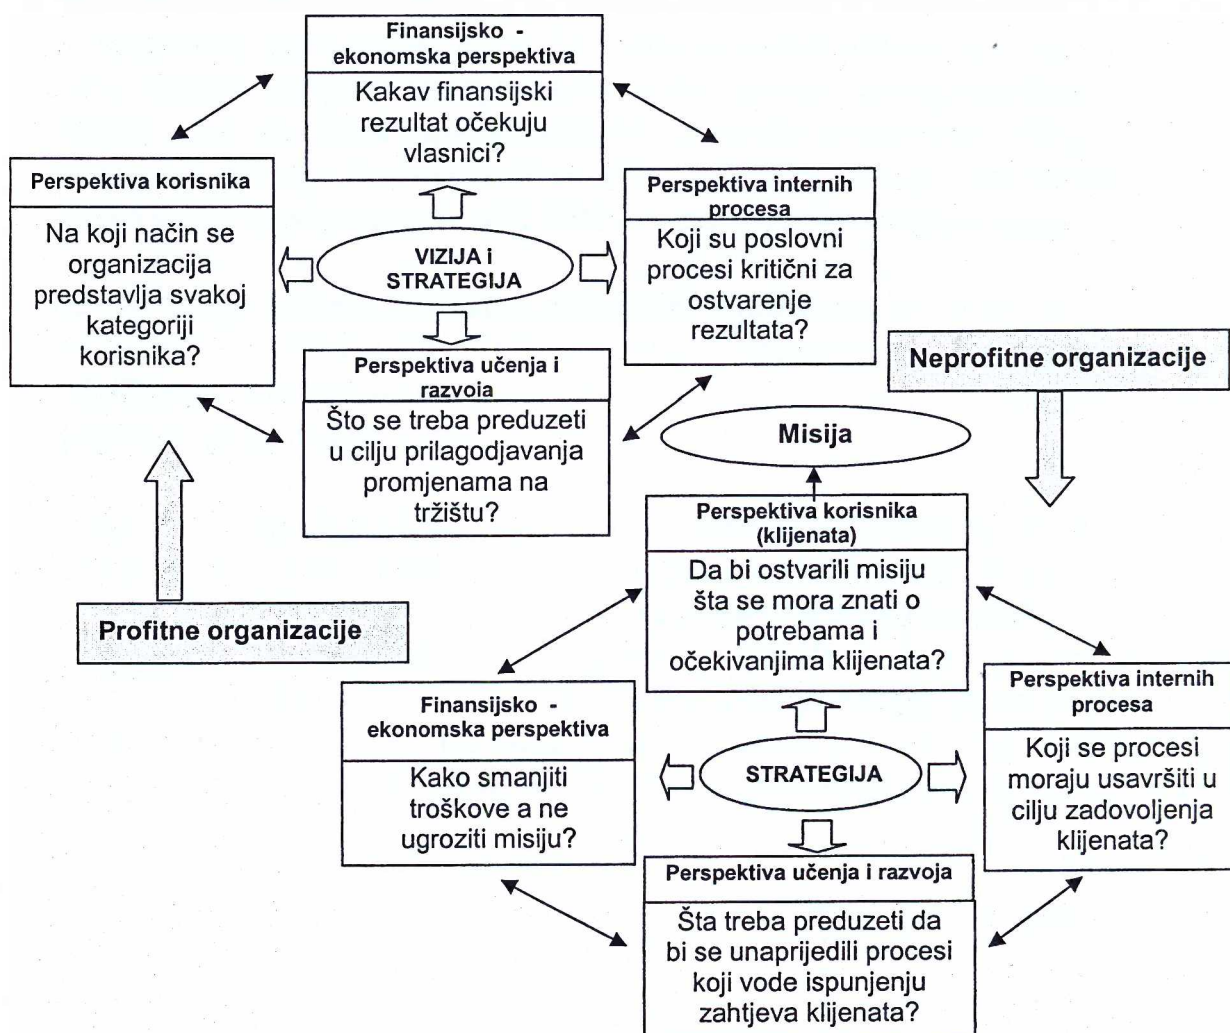 Finansijsko -
ekonomska perspektiva
Kakav finansijski
rezultat očekuju
vlasnici?
Perspektiva korisnika
Na koji način se
organizacija
predstavlja svakoj
kategoriji
korisnika?
VIZIJA i
STRATEGIJA
Perspektiva internih
procesa
Koji su poslovni
procesi kritični za
ostvarenje
rezultata?
Perspektiva učenja i
razvoja
Što se treba preduzeti
u cilju prilagodjavanja
promjenama na
tržištu?
Profitne organizacije
Neprofitne organizacije
Misija
Perspektiva korisnika
(klijenata)
Da bi ostvarili misiju
šta se mora znati o
potrebama i
očekivanjima klijenata?
Finansijsko -
ekonomska perspektiva
Kako smanjiti
troškove a ne
ugroziti misiju?
STRATEGIJA
Perspektiva internih
procesa
Koji se procesi
moraju usavršiti u
cilju zadovoljenja
klijenata?
Perspektiva učenja i razvoja
Šta treba preduzeti da
bi se unaprijedili procesi
koji vode ispunjenju
zahtjeva klijenata?